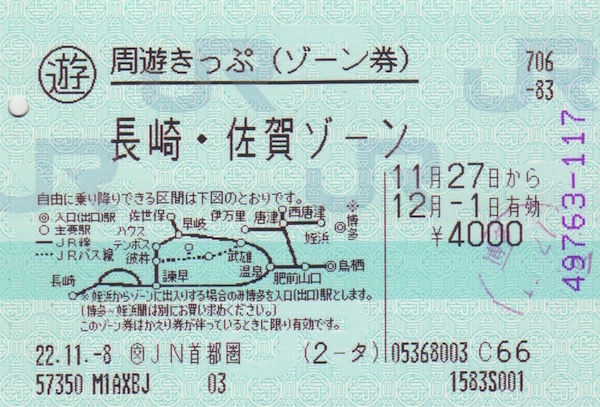 遊 周遊きっぷ(ゾーン券) 706
-83
長崎・佐賀ゾーン
11月27日から
12月-1日有効
¥4000
49763-117
自由に乗り降りできる区間は下図のとおりです。
◎入口(出口)駅 佐世保 早岐 伊万里 唐津 西唐津 ※
○主要駅 ハウス 姪浜 ◎博多
━JR線 テンボス
…JRバス線 彼杵 武雄温泉 ◎鳥栖
長崎 諫早 肥前山口
※姪浜からゾーンに出入りする場合のみ博多を入口(出口)駅とします。
(博多~姪浜間は別にお買い求めください。)
このゾーン券はかえり券が伴っているときに限り有効です。
22.11.-8 JN首都圏 (2-タ) 05368003 C66
57350 M1AXBJ 03 1583S001